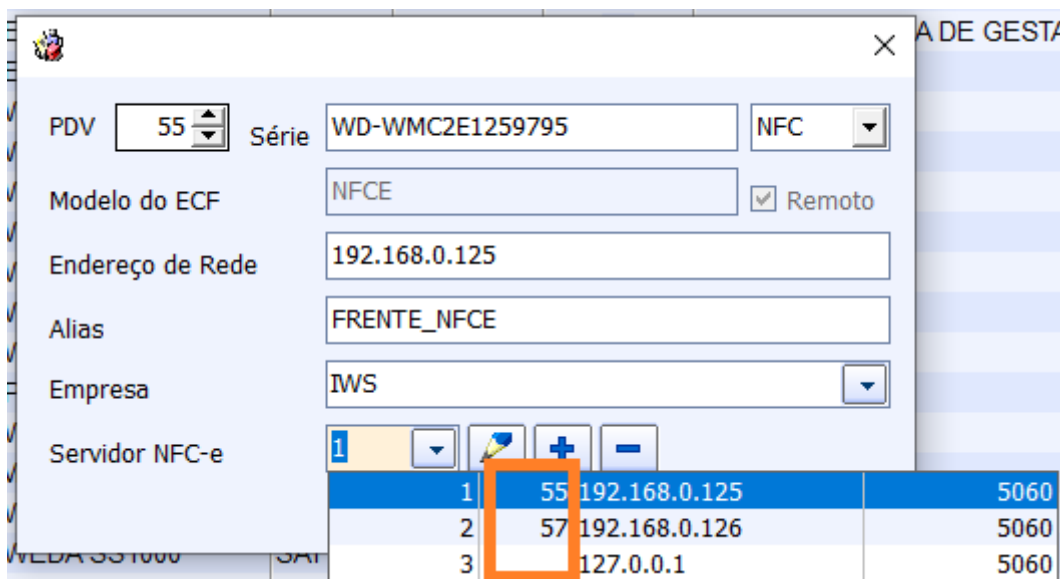 A DE GESTA
PDV 55 Série WD-WMC2E1259795 NFC
Modelo do ECF NFCE Remoto
Endereço de Rede 192.168.0.125
Alias FRENTE_NFCE
Empresa IWS
Servidor NFC-e 1
1 55 192.168.0.125 5060
2 57 192.168.0.126 5060
3 127.0.0.1 5060